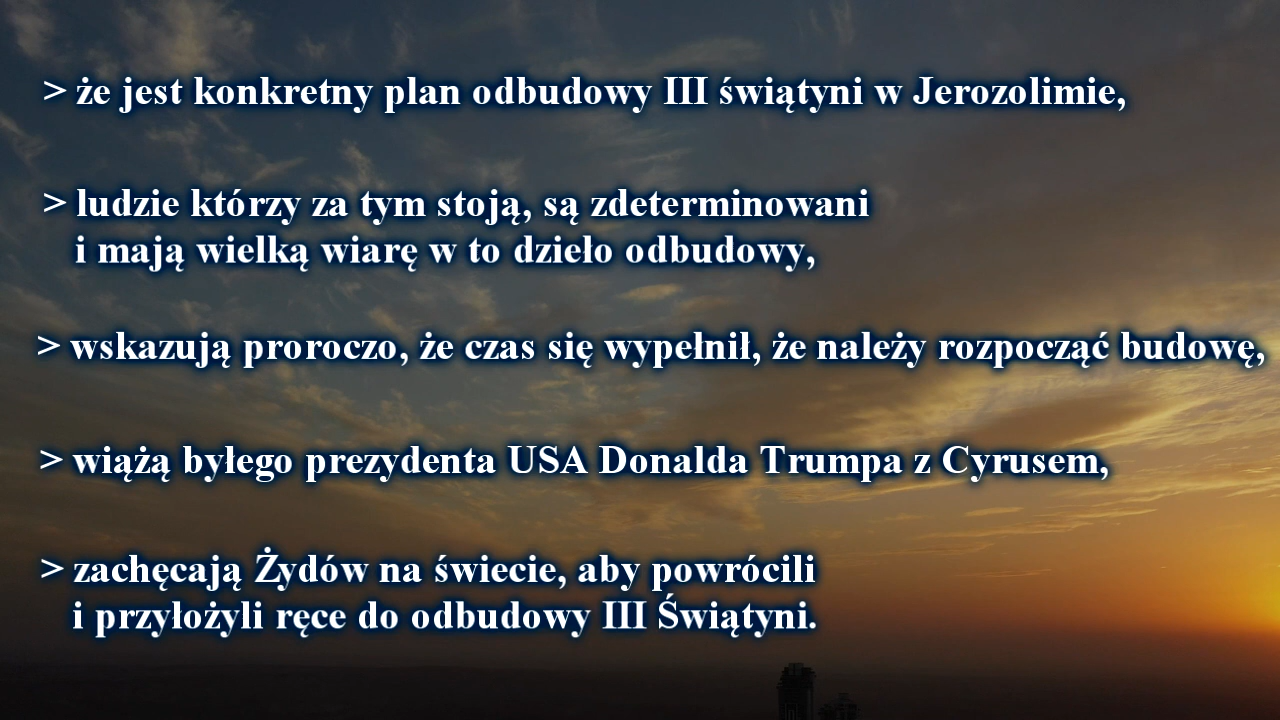 > że jest konkretny plan odbudowy III świątyni w Jerozolimie,
> ludzie którzy za tym stoją, są zdeterminowani
i mają wielką wiarę w to dzieło odbudowy,
> wskazują proroczo, że czas się wypełnił, że należy rozpocząć budowę,
> wiążą byłego prezydenta USA Donalda Trumpa z Cyrusem,
> zachęcają Żydów na świecie, aby powrócili
i przyłożyli ręce do odbudowy III Świątyni.